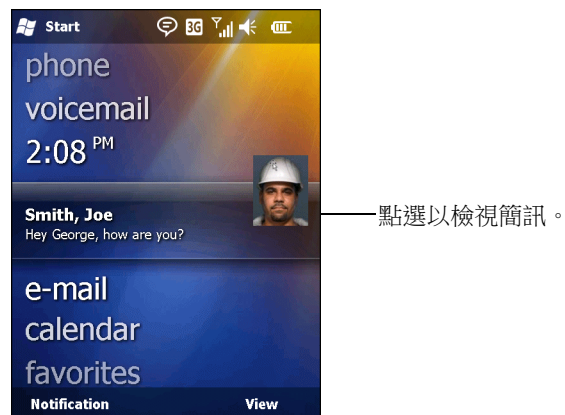 Start
3G
phone
voicemail
2:08 PM
Smith, Joe
Hey George, how are you?
點選以檢視簡訊。
e-mail
calendar
favorites
Notification View